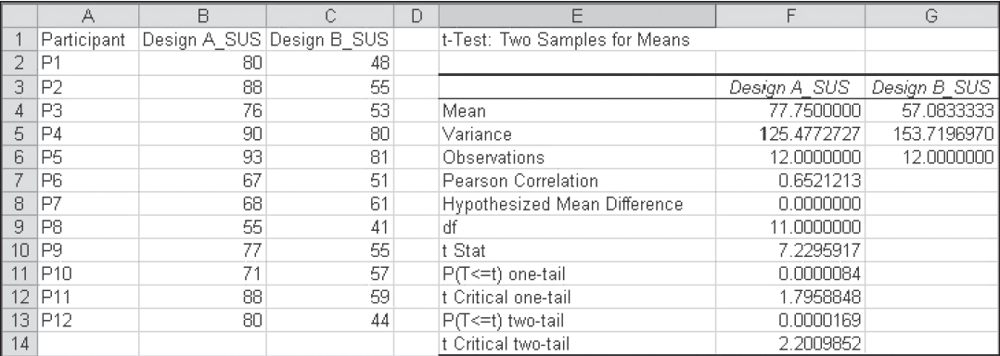 A B C D E F G
1 Participant Design A_SUS Design B_SUS t-Test: Two Samples for Means
2 P1 80 48
3 P2 88 55 Design A_SUS Design B_SUS
4 P3 76 53 Mean 77.7500000 57.0833333
5 P4 90 80 Variance 125.4772727 153.7196970
6 P5 93 81 Observations 12.0000000 12.0000000
7 P6 67 51 Pearson Correlation 0.6521213
8 P7 68 61 Hypothesized Mean Difference 0.0000000
9 P8 55 41 df 11.0000000
10 P9 77 55 t Stat 7.2295917
11 P10 71 57 P(T<=t) one-tail 0.0000084
12 P11 88 59 t Critical one-tail 1.7958848
13 P12 80 44 P(T<=t) two-tail 0.0000169
14 t Critical two-tail 2.2009852